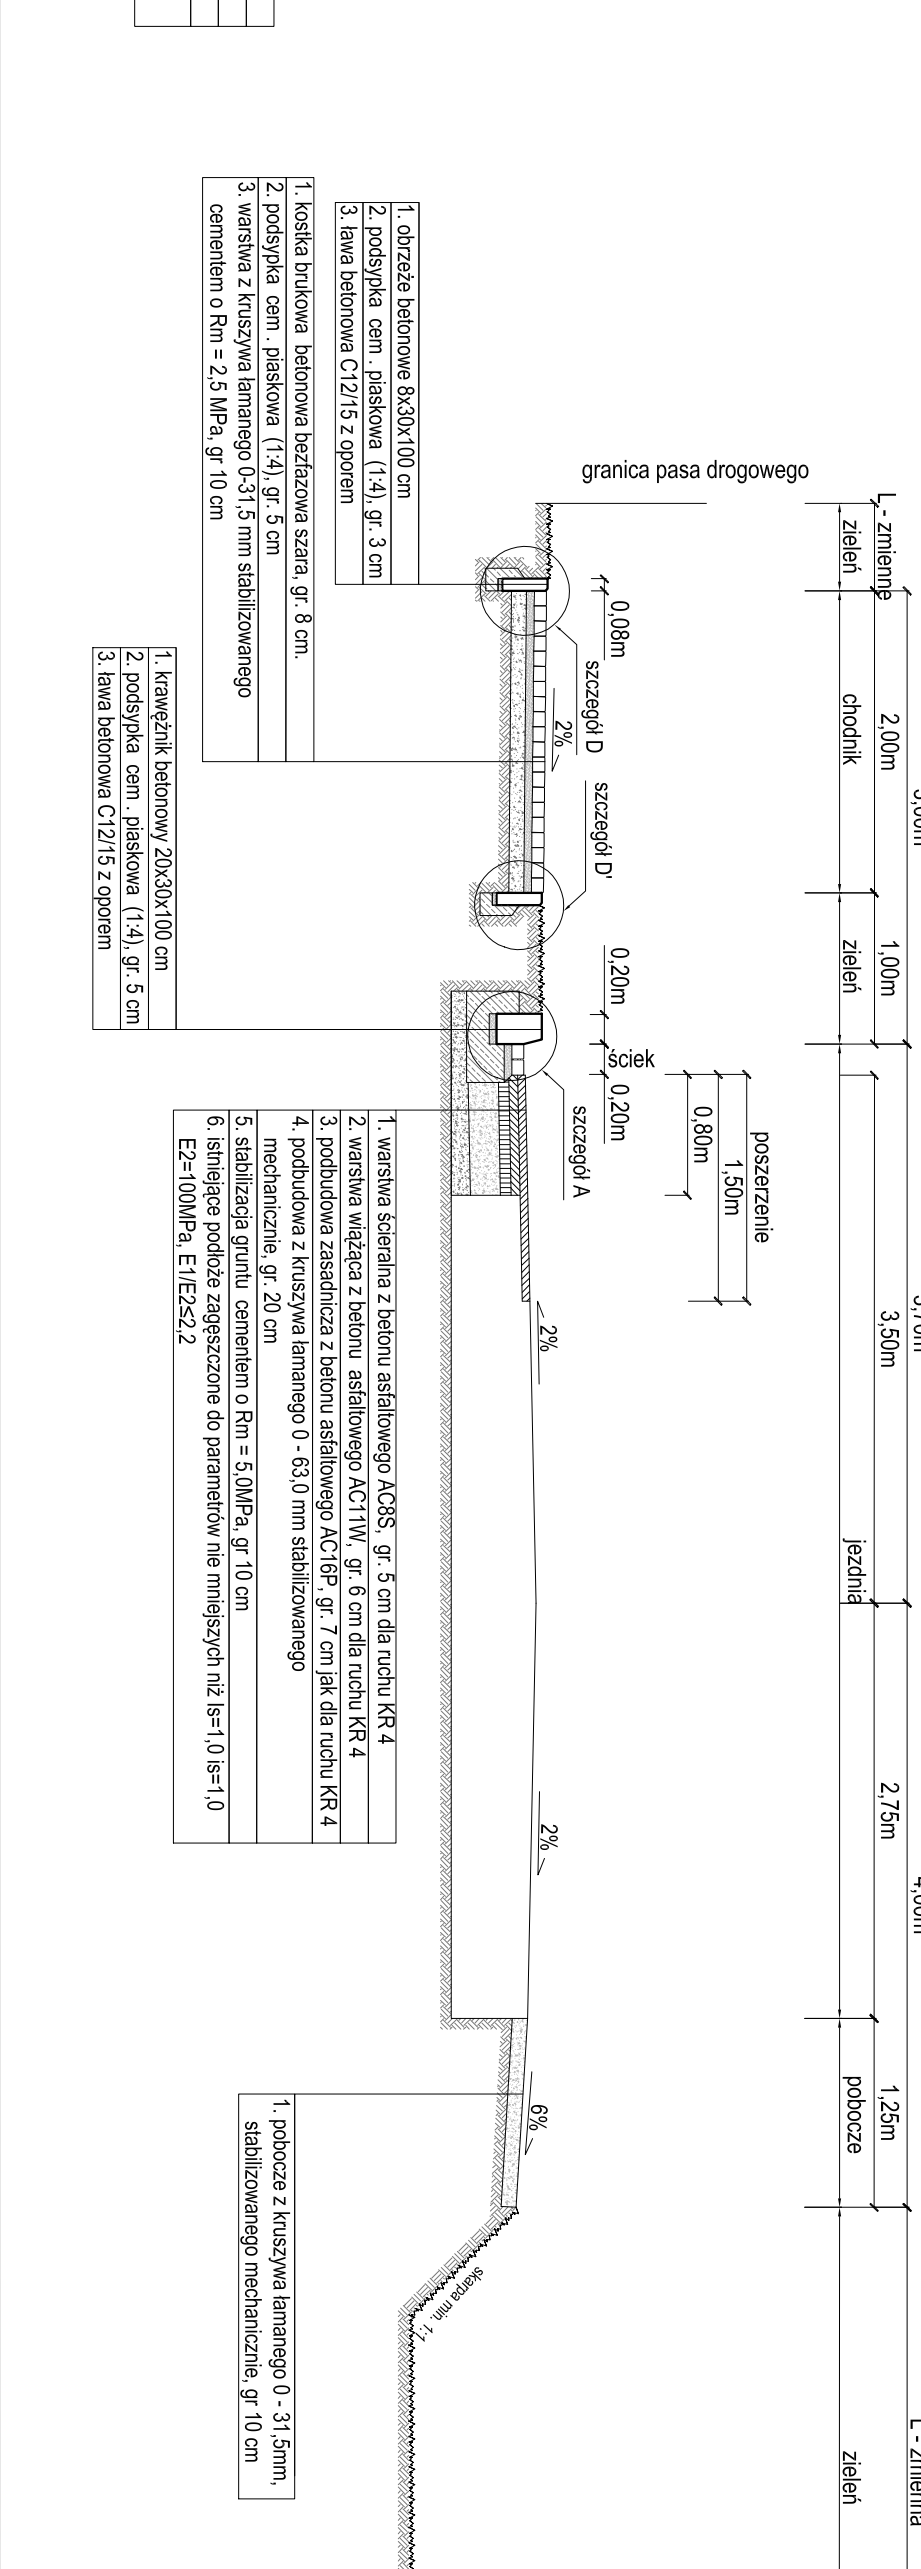 granica pasa drogowego
L - zmienne
2,00m
1,00m
3,50m
2,75m
1,25m
zieleń
chodnik
zieleń
jezdnia
pobocze
zieleń
poszerzenie
1,50m
0,80m
0,08m
0,20m
ściek
0,20m
szczegół D
szczegół D'
szczegół A
2%
2%
2%
6%
skarpa min. 1:1
1. obrzeże betonowe 8x30x100 cm
2. podsypka cem . piaskowa (1:4), gr. 3 cm
3. ława betonowa C12/15 z oporem
1. kostka brukowa betonowa bezfazowa szara, gr. 8 cm.
2. podsypka cem . piaskowa (1:4), gr. 5 cm
3. warstwa z kruszywa łamanego 0-31,5 mm stabilizowanego
cementem o Rm = 2,5 MPa, gr 10 cm
1. krawężnik betonowy 20x30x100 cm
2. podsypka cem . piaskowa (1:4), gr. 5 cm
3. ława betonowa C12/15 z oporem
1. warstwa ścieralna z betonu asfaltowego AC8S, gr. 5 cm dla ruchu KR 4
2. warstwa wiążąca z betonu asfaltowego AC11W, gr. 6 cm dla ruchu KR 4
3. podbudowa zasadnicza z betonu asfaltowego AC16P, gr. 7 cm jak dla ruchu KR 4
4. podbudowa z kruszywa łamanego 0 - 63,0 mm stabilizowanego
mechanicznie, gr. 20 cm
5. stabilizacja gruntu cementem o Rm = 5,0MPa, gr 10 cm
6. istniejące podłoże zagęszczone do parametrów nie mniejszych niż Is=1,0 is=1,0
E2=100MPa, E1/E2≤2,2
1. pobocze z kruszywa łamanego 0 - 31,5mm,
stabilizowanego mechanicznie, gr 10 cm